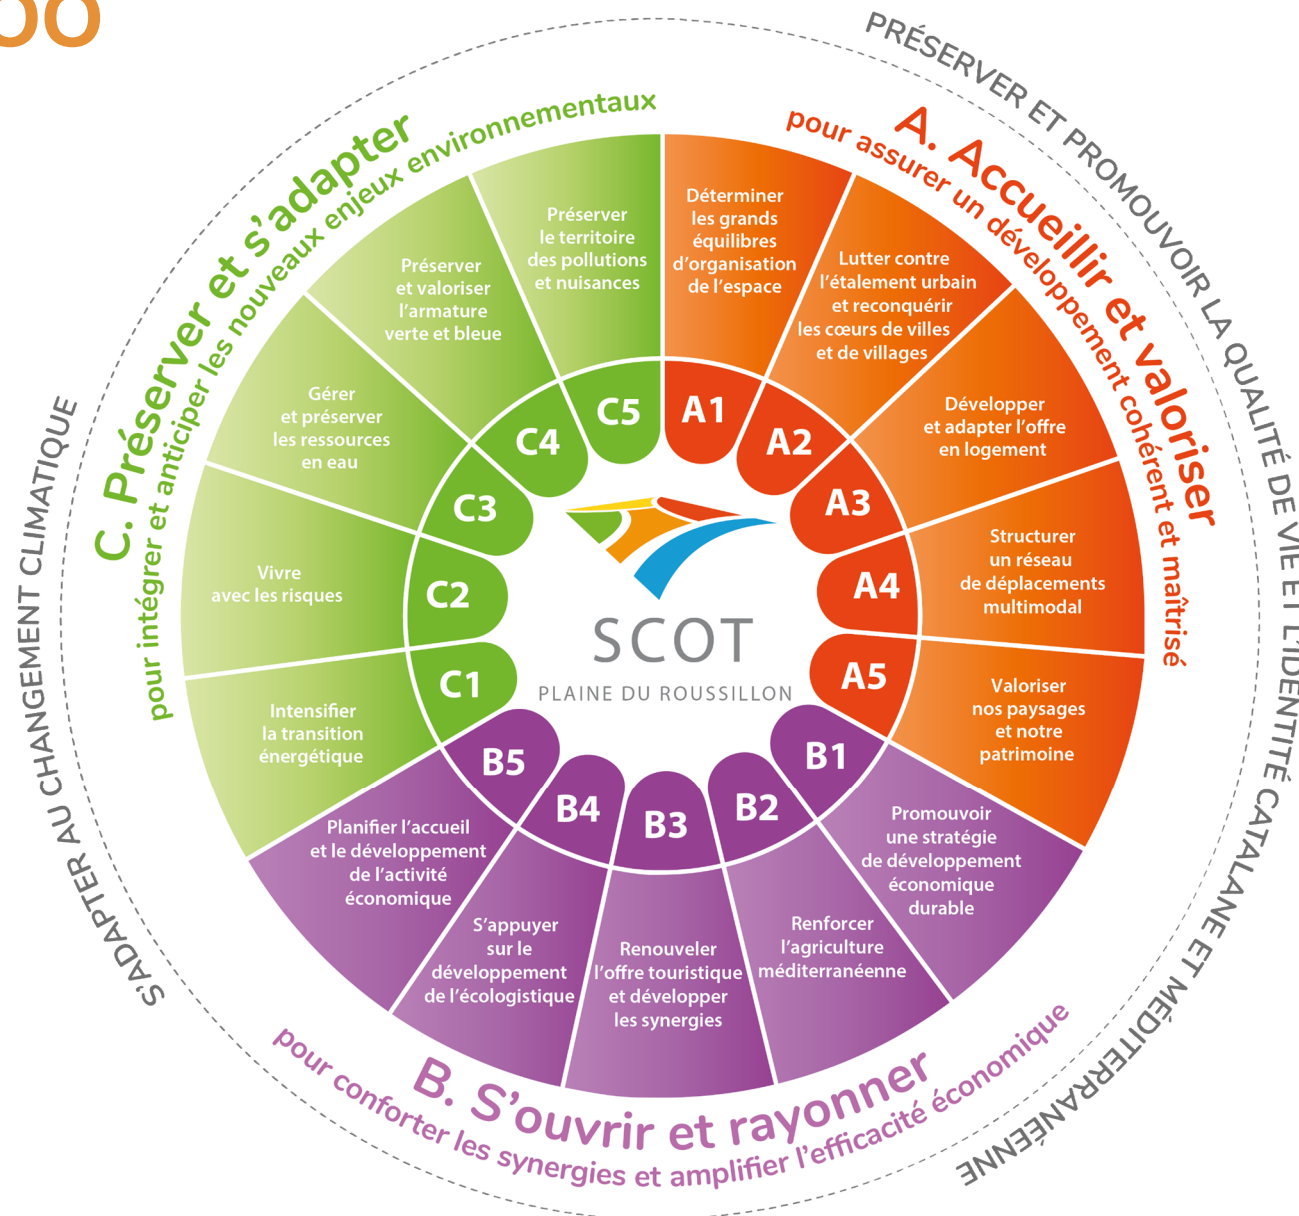 PRÉSERVER ET PROMOUVOIR LA QUALITÉ DE VIE ET L'IDENTITÉ CATALANE ET MÉDITERRANÉENNE
S'ADAPTER AU CHANGEMENT CLIMATIQUE
A. Accueillir et valoriser
pour assurer un développement cohérent et maîtrisé
A1
Déterminer
les grands
équilibres
d'organisation
de l'espace
A2
Lutter contre
l'étalement urbain
et reconquérir
les cœurs de villes
et de villages
A3
Développer
et adapter l'offre
en logement
A4
Structurer
un réseau
de déplacements
multimodal
A5
Valoriser
nos paysages
et notre
patrimoine
B. S'ouvrir et rayonner
pour conforter les synergies et amplifier l'efficacité économique
B1
Promouvoir
une stratégie
de développement
économique
durable
B2
Renforcer
l'agriculture
méditerranéenne
B3
Renouveler
l'offre touristique
et développer
les synergies
B4
S'appuyer
sur le
développement
de l'écologistique
B5
Planifier l'accueil
et le développement
de l'activité
économique
C. Préserver et s'adapter
pour intégrer et anticiper les nouveaux enjeux environnementaux
C1
Intensifier
la transition
énergétique
C2
Vivre
avec les risques
C3
Gérer
et préserver
les ressources
en eau
C4
Préserver
et valoriser
l'armature
verte et bleue
C5
Préserver
le territoire
des pollutions
et nuisances
SCOT
PLAINE DU ROUSSILLON